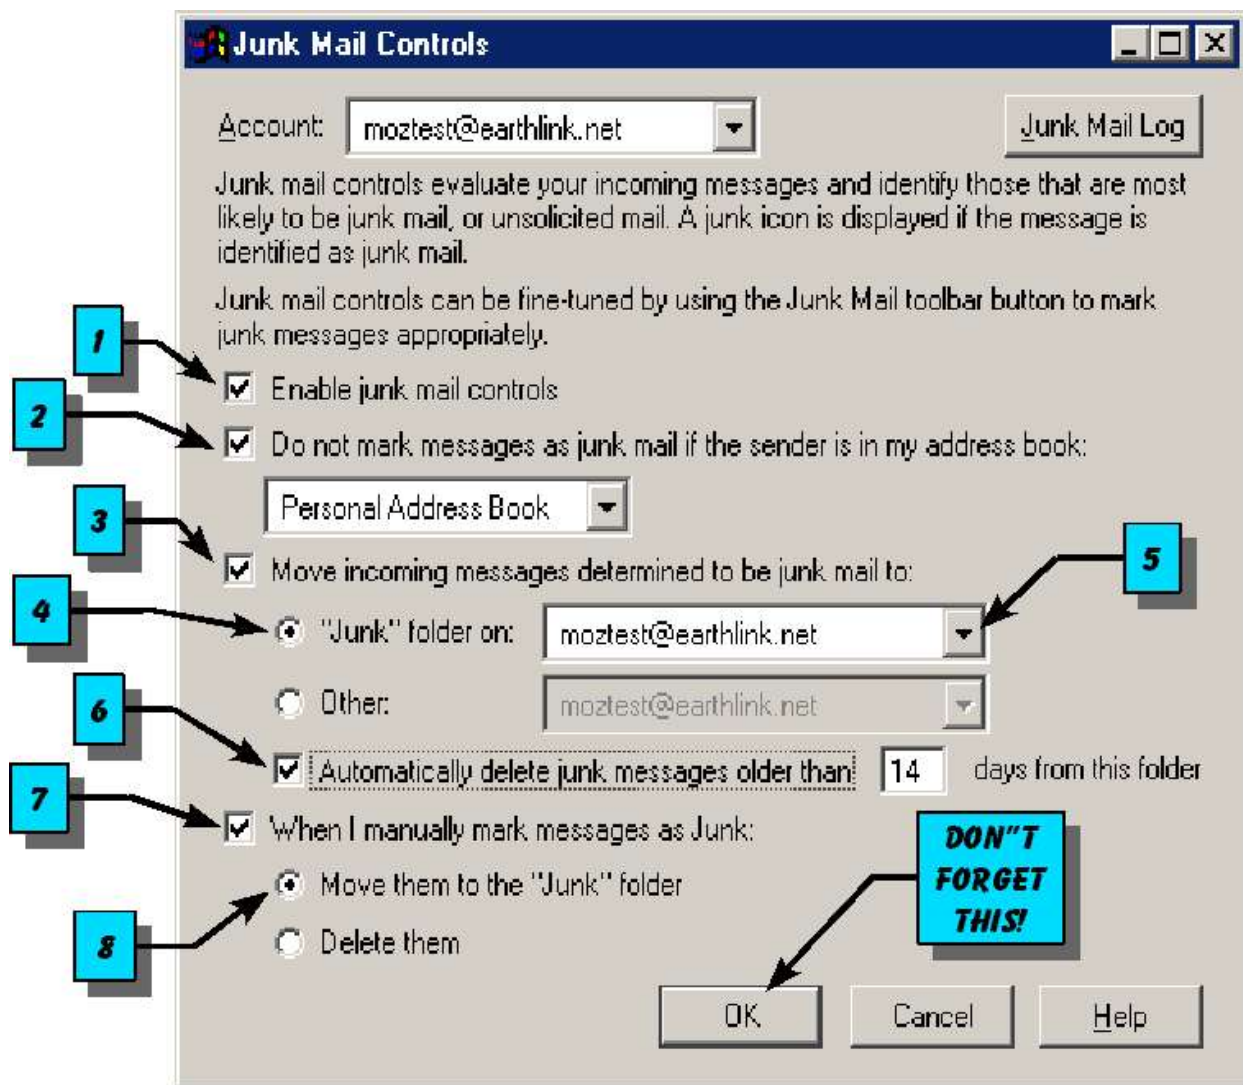 Junk Mail Controls
Account: moztest@earthlink.net Junk Mail Log
Junk mail controls evaluate your incoming messages and identify those that are most
likely to be junk mail, or unsolicited mail. A junk icon is displayed if the message is
identified as junk mail.
Junk mail controls can be fine-tuned by using the Junk Mail toolbar button to mark
junk messages appropriately.
1
Enable junk mail controls
2
Do not mark messages as junk mail if the sender is in my address book:
Personal Address Book
3
Move incoming messages determined to be junk mail to:
5
4
"Junk" folder on: moztest@earthlink.net
6
Other: moztest@earthlink.net
Automatically delete junk messages older than 14 days from this folder
7
When I manually mark messages as Junk:
8
Move them to the "Junk" folder
Delete them
DON"T
FORGET
THIS!
OK Cancel Help